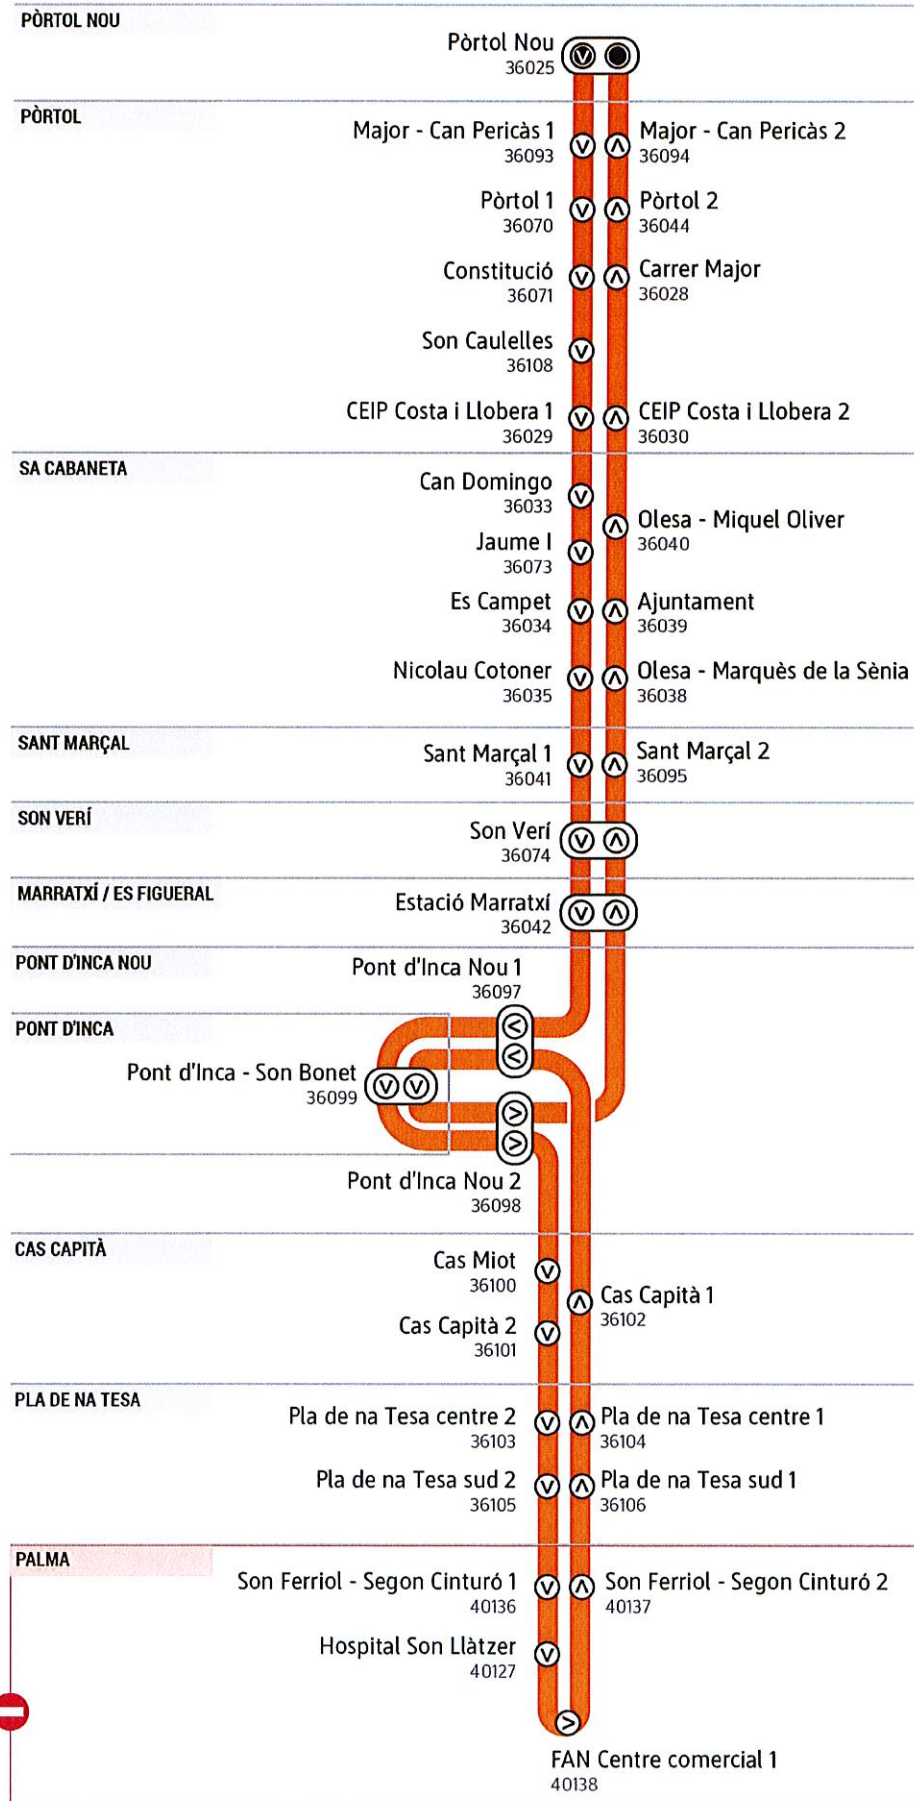 PÒRTOL NOU
Pòrtol Nou
36025
PÒRTOL
Major - Can Pericàs 1
36093
Major - Can Pericàs 2
36094
Pòrtol 1
36070
Pòrtol 2
36044
Constitució
36071
Carrer Major
36028
Son Caulelles
36108
CEIP Costa i Llobera 1
36029
CEIP Costa i Llobera 2
36030
SA CABANETA
Can Domingo
36033
Olesa - Miquel Oliver
36040
Jaume I
36073
Es Campet
36034
Ajuntament
36039
Nicolau Cotoner
36035
Olesa - Marquès de la Sènia
36038
SANT MARÇAL
Sant Marçal 1
36041
Sant Marçal 2
36095
SON VERÍ
Son Verí
36074
MARRATXÍ / ES FIGUERAL
Estació Marratxí
36042
PONT D'INCA NOU
Pont d'Inca Nou 1
36097
PONT D'INCA
Pont d'Inca - Son Bonet
36099
Pont d'Inca Nou 2
36098
CAS CAPITÀ
Cas Miot
36100
Cas Capità 1
36102
Cas Capità 2
36101
PLA DE NA TESA
Pla de na Tesa centre 2
36103
Pla de na Tesa centre 1
36104
Pla de na Tesa sud 2
36105
Pla de na Tesa sud 1
36106
PALMA
Son Ferriol - Segon Cinturó 1
40136
Son Ferriol - Segon Cinturó 2
40137
Hospital Son Llàtzer
40127
FAN Centre comercial 1
40138